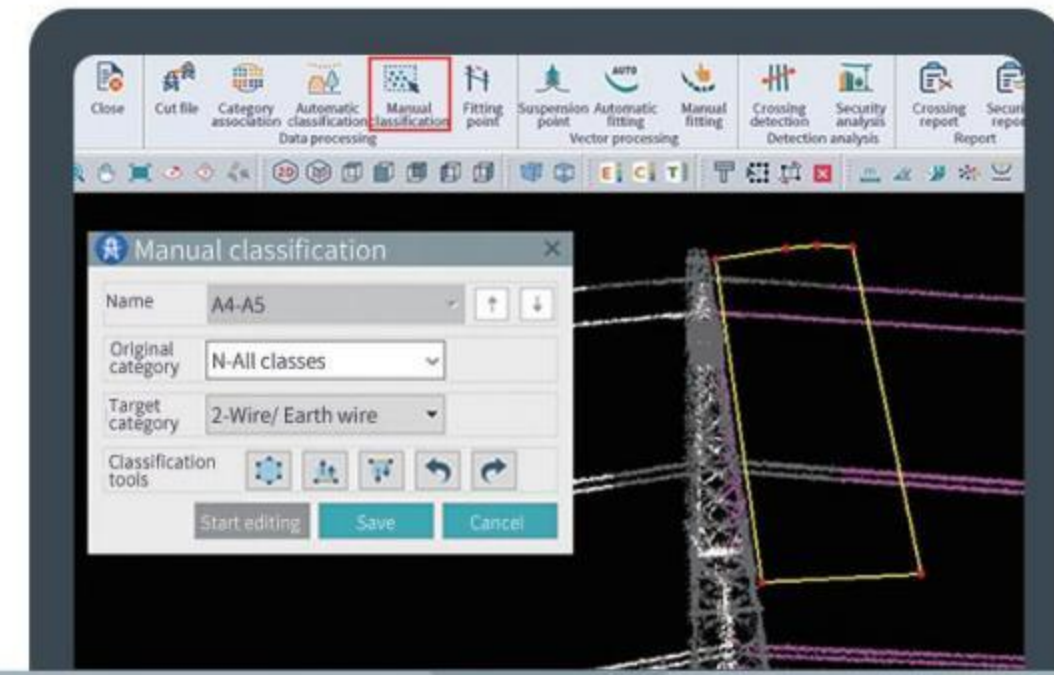 Close
Cut file
Category association
Automatic classification
Manual classification
Fitting point
Suspension point
Automatic fitting
AUTO
Manual fitting
Crossing detection
Security analysis
Crossing report
Data processing
Vector processing
Detection analysis
Report
2D
E C T
Manual classification
Name
A4-A5
Original category
N-All classes
Target category
2-Wire/ Earth wire
Classification tools
Start editing
Save
Cancel